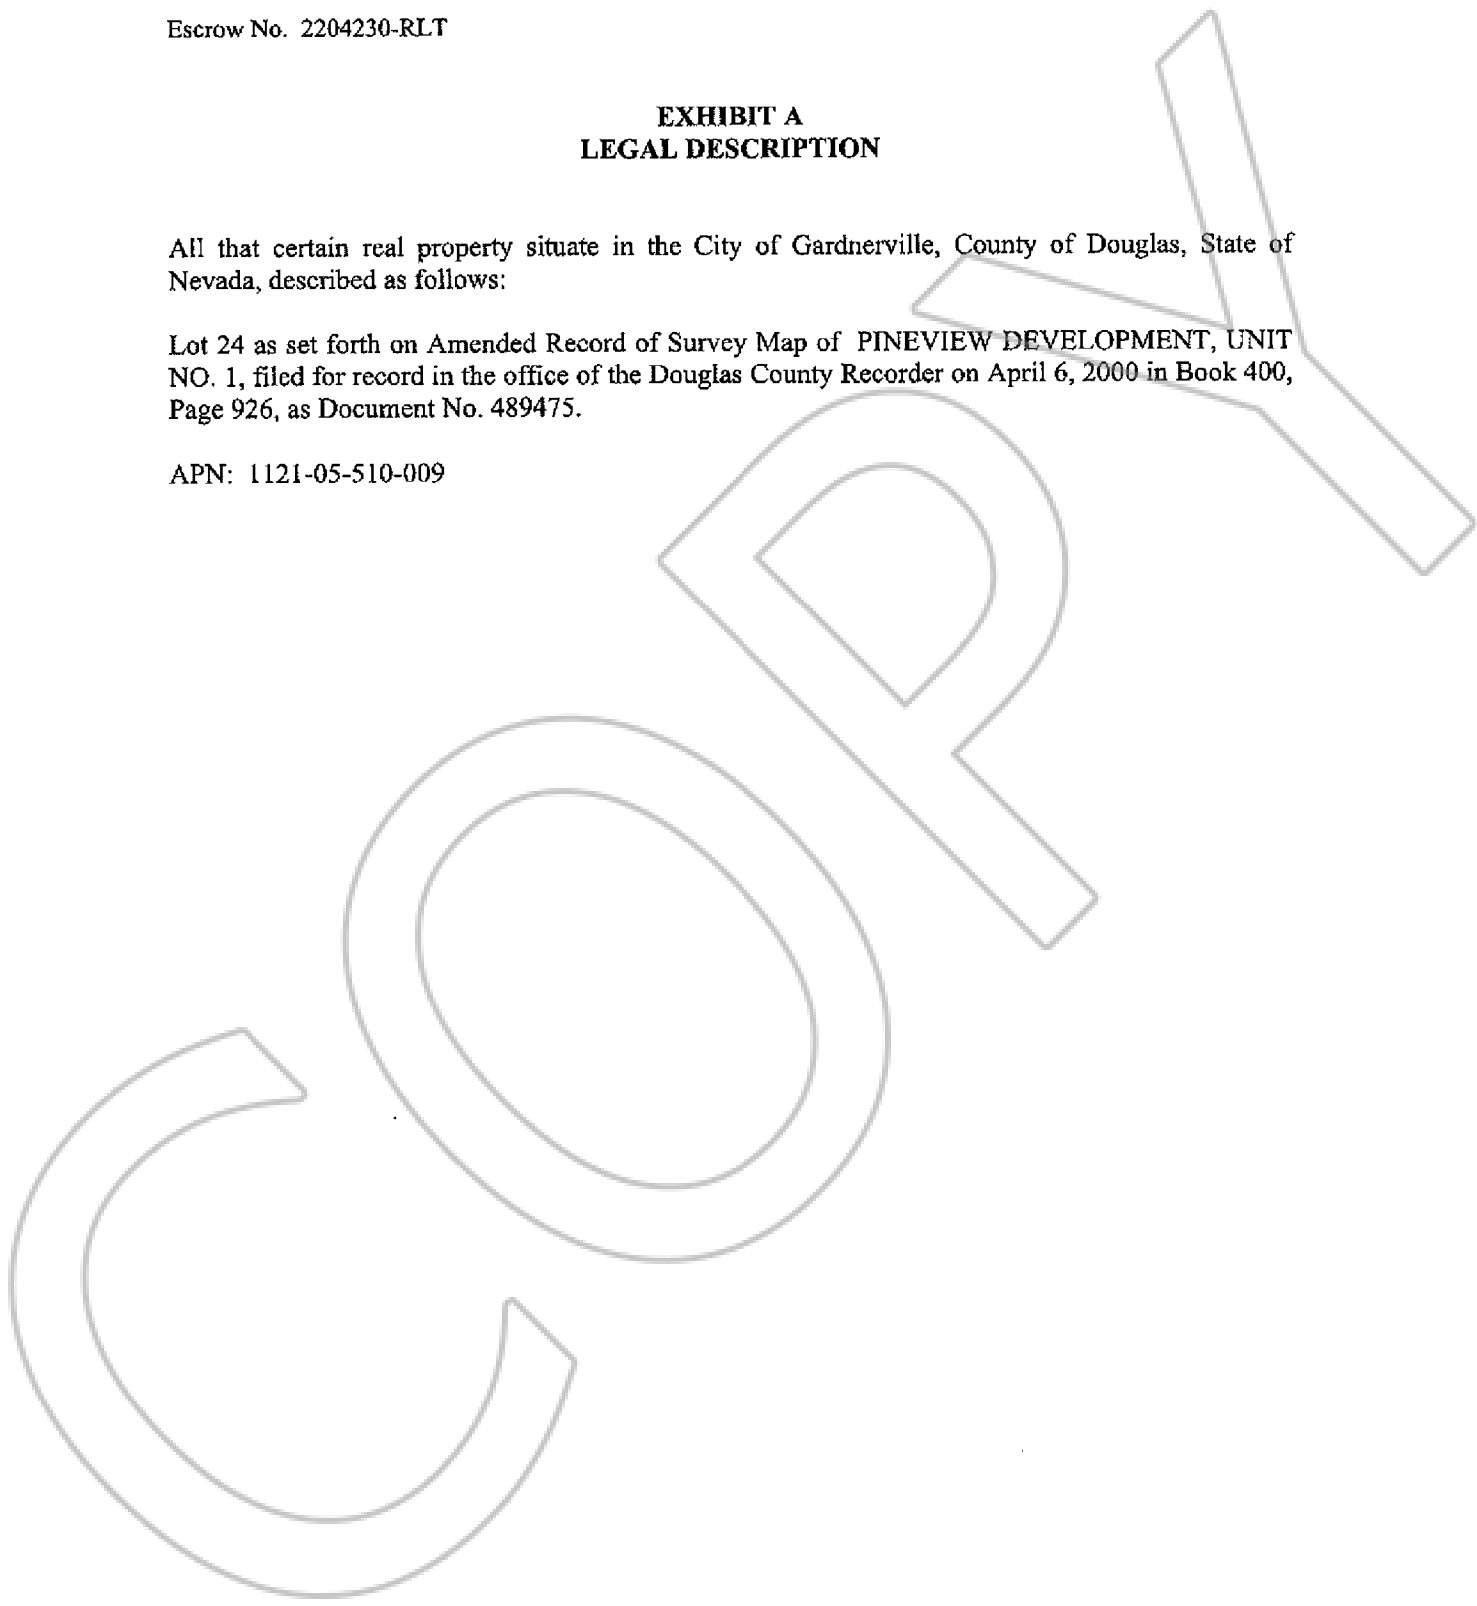 Escrow No. 2204230-RLT
EXHIBIT A
LEGAL DESCRIPTION
All that certain real property situate in the City of Gardnerville, County of Douglas, State of
Nevada, described as follows:
Lot 24 as set forth on Amended Record of Survey Map of PINEVIEW DEVELOPMENT, UNIT
NO. 1, filed for record in the office of the Douglas County Recorder on April 6, 2000 in Book 400,
Page 926, as Document No. 489475.
APN: 1121-05-510-009
COPY